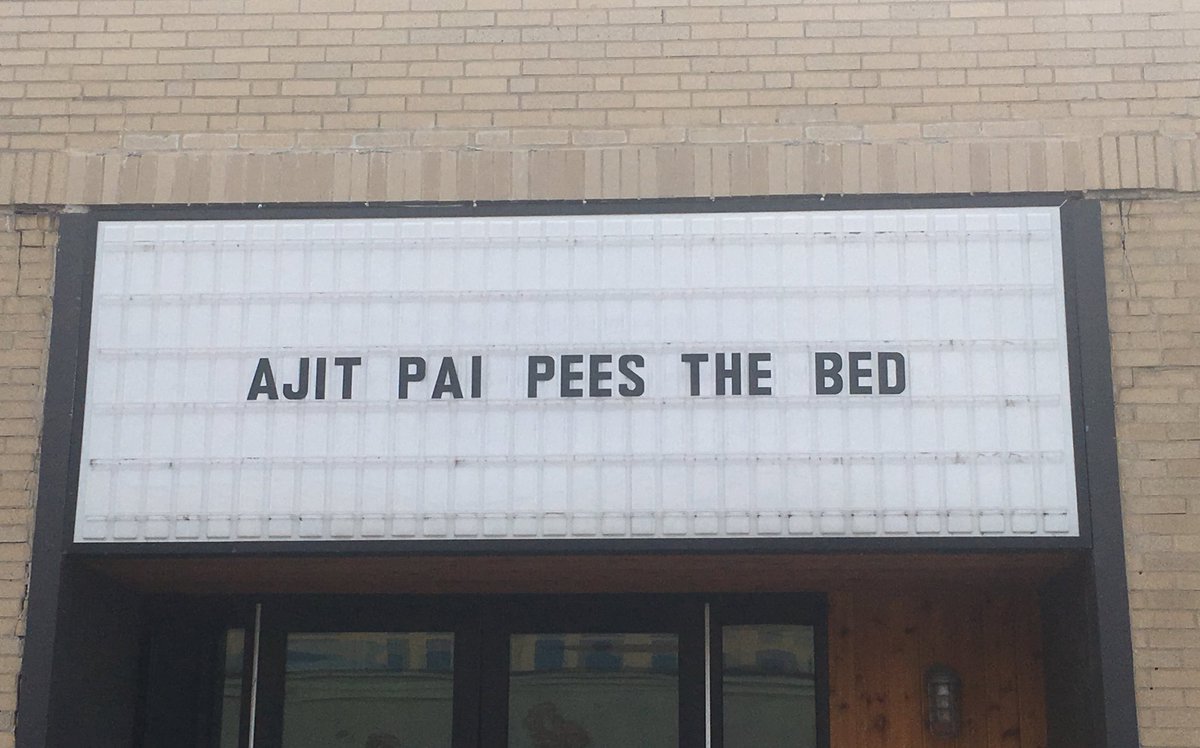 AJIT PAI PEES THE BED